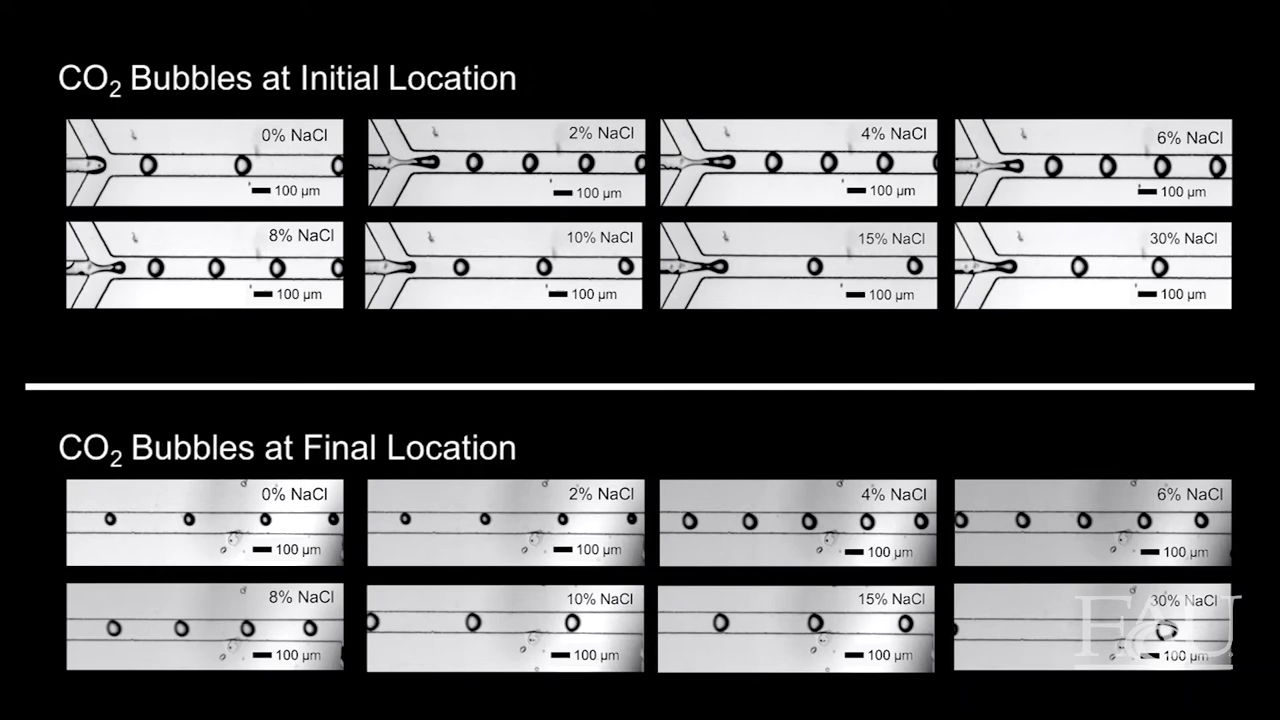 CO2 Bubbles at Initial Location
0% NaCl
100 µm
2% NaCl
100 µm
4% NaCl
100 µm
6% NaCl
100 µm
8% NaCl
100 µm
10% NaCl
100 µm
15% NaCl
100 µm
30% NaCl
100 µm
CO2 Bubbles at Final Location
0% NaCl
100 µm
2% NaCl
100 µm
4% NaCl
100 µm
6% NaCl
100 µm
8% NaCl
100 µm
10% NaCl
100 µm
15% NaCl
100 µm
30% NaCl
100 µm
FAU